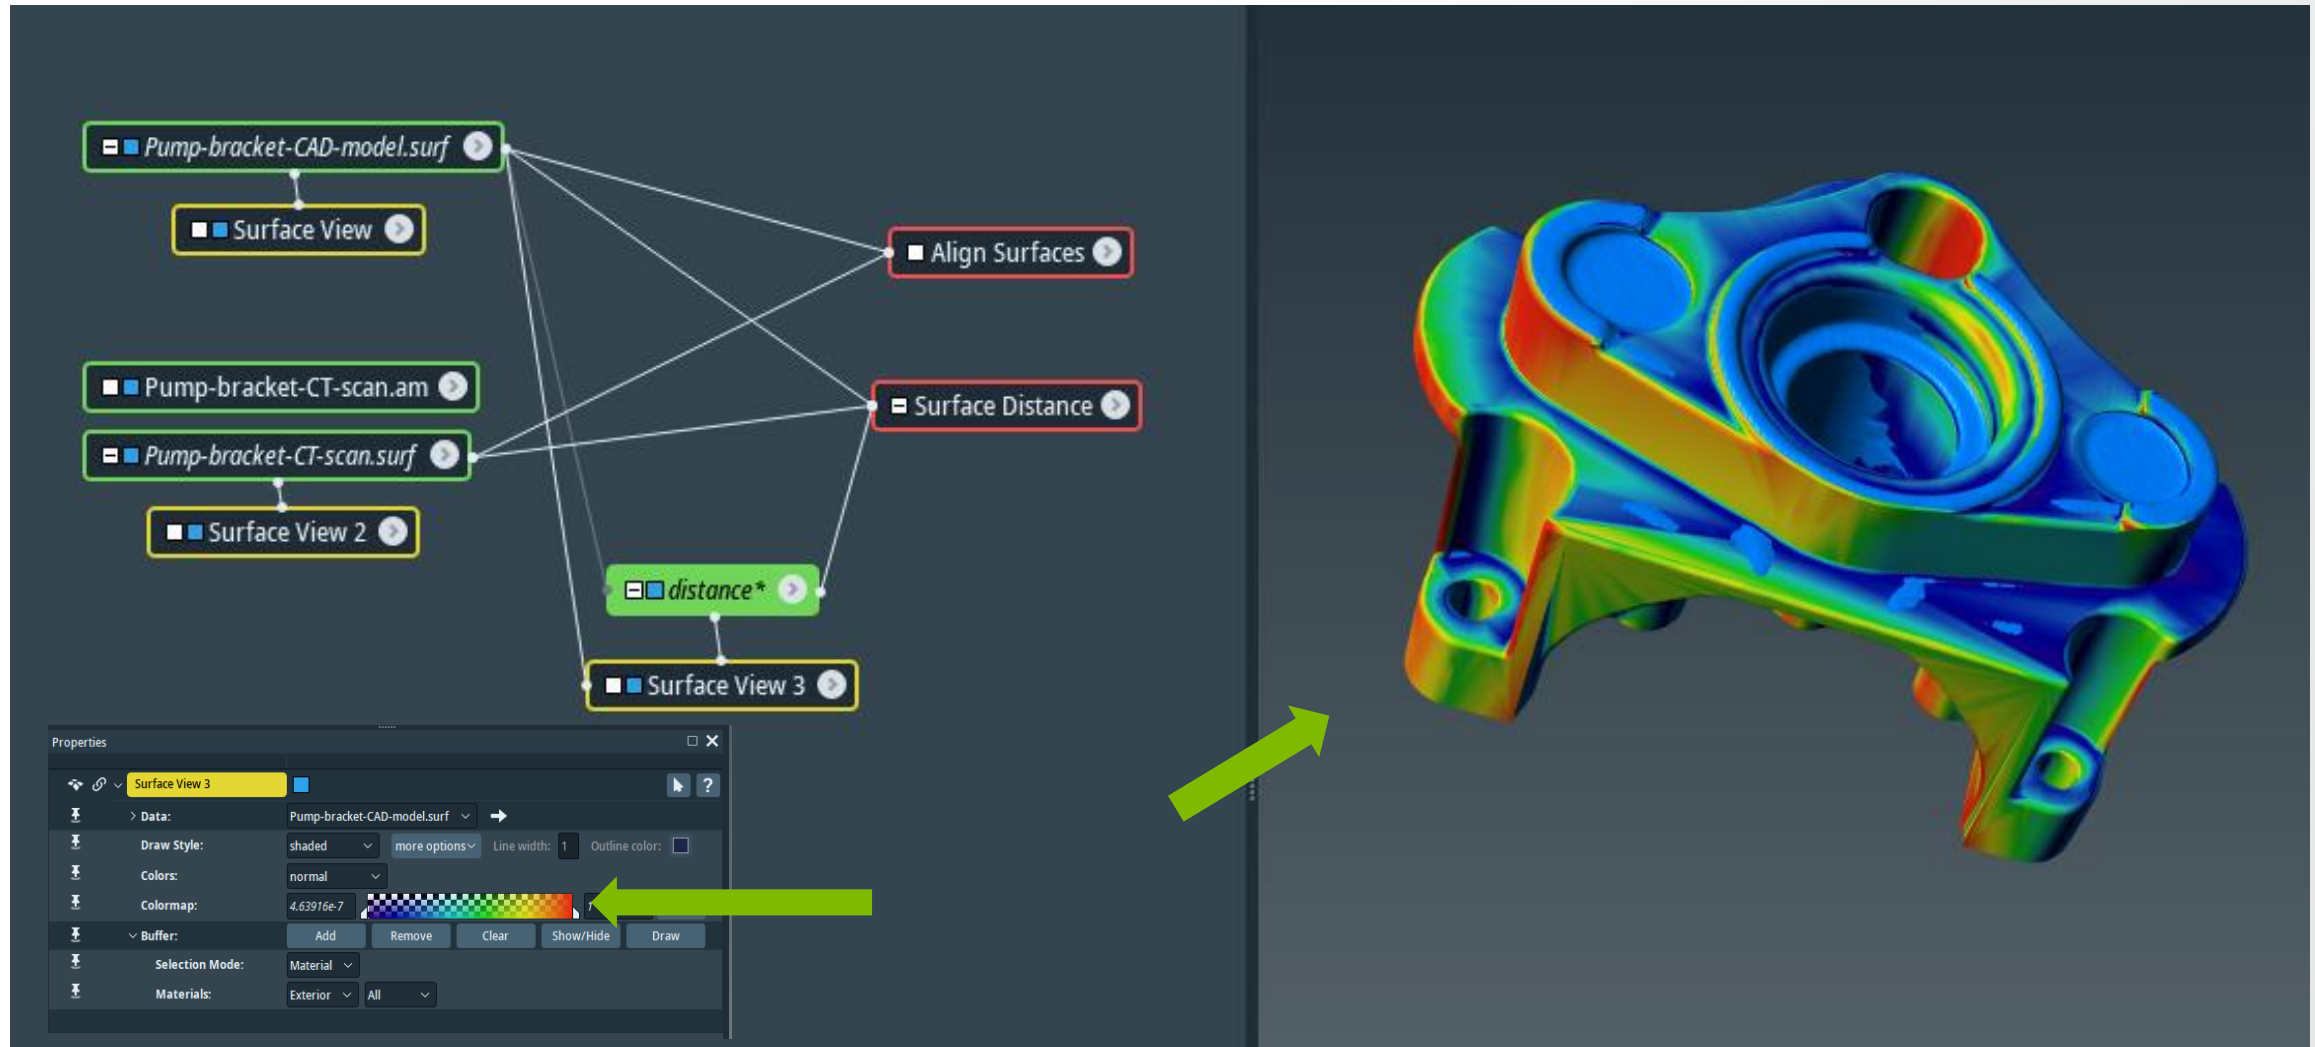 Pump-bracket-CAD-model.surf
Surface View
Align Surfaces
Pump-bracket-CT-scan.am
Surface Distance
Pump-bracket-CT-scan.surf
Surface View 2
distance*
Surface View 3
Properties
Surface View 3 ?
Data: Pump-bracket-CAD-model.surf
Draw Style: shaded more options Line width: 1 Outline color:
Colors: normal
Colormap: 4.63916e-7
Buffer: Add Remove Clear Show/Hide Draw
Selection Mode: Material
Materials: Exterior All